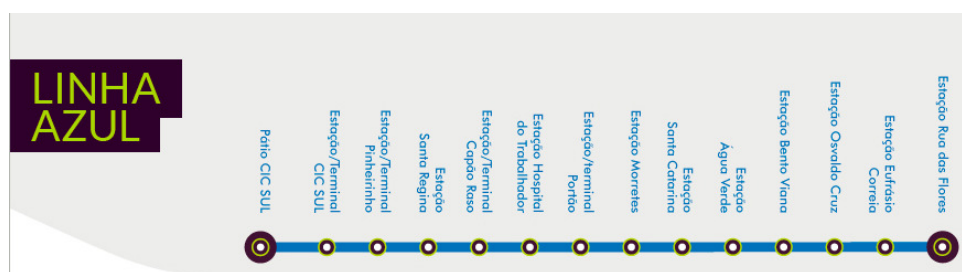 LINHA
AZUL
Pátio CIC SUL
Estação/Terminal
CIC SUL
Estação/Terminal
Pinheirinho
Estação
Santa Regina
Estação/Terminal
Capão Raso
Estação Hospital
do Trabalhador
Estação/terminal
Portão
Estação Morretes
Estação
Santa Catarina
Estação
Água Verde
Estação Bento Viana
Estação Osvaldo Cruz
Estação Eufrásio
Correia
Estação Rua das Flores